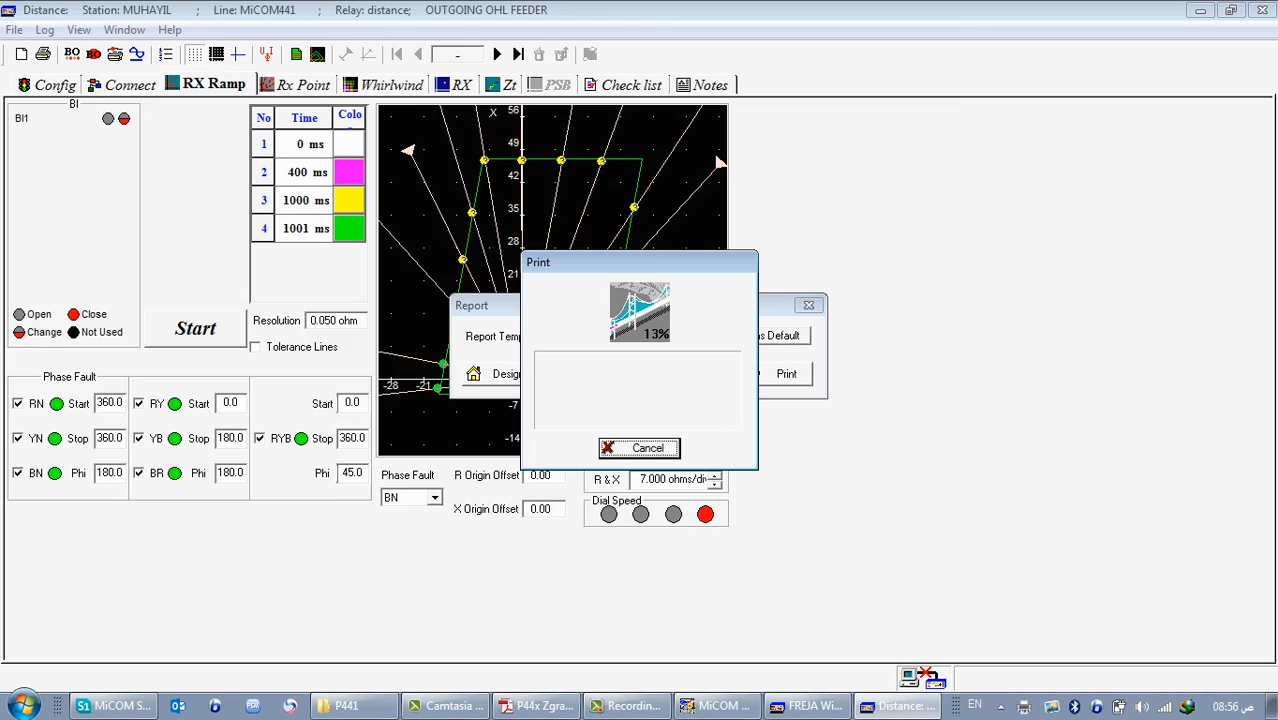 Distance: Station: MUHAYIL ; Line: MiCOM441 ; Relay: distance; OUTGOING OHL FEEDER
File Log View Window Help
BO
-
Config Connect RX Ramp Rx Point Whirlwind RX Zt PSB Check list Notes
BI
BI1
No Time Colo
1 0 ms
2 400 ms
3 1000 ms
4 1001 ms
Open Close
Change Not Used
Start
Resolution 0.050 ohm
Tolerance Lines
X
56
49
42
35
28
21
-28 -21
-7
-14
Print
13%
Cancel
Report
Report Temp
Design
as Default
Print
Phase Fault
RN Start 360.0 RY Start 0.0 Start 0.0
YN Stop 360.0 YB Stop 180.0 RYB Stop 360.0
BN Phi 180.0 BR Phi 180.0 Phi 45.0
Phase Fault R Origin Offset 0.00 R & X 7.000 ohms/div
BN X Origin Offset 0.00 Dial Speed
MiCOM S... P441 Camtasia ... P44x Zgra... Recordin... MiCOM ... FREJA Wi... Distance: ... EN 08:56 ص